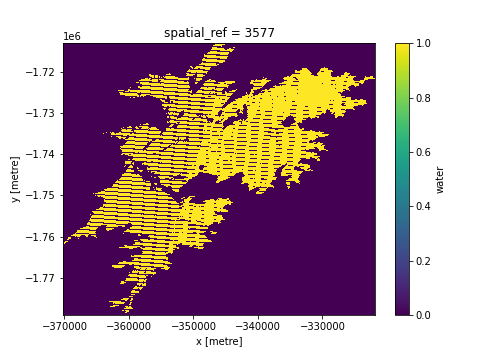 spatial_ref = 3577
1e6
−1.72
−1.73
−1.74
−1.75
−1.76
−1.77
y [metre]
−370000 −360000 −350000 −340000 −330000
x [metre]
1.0
0.8
0.6
0.4
0.2
0.0
water